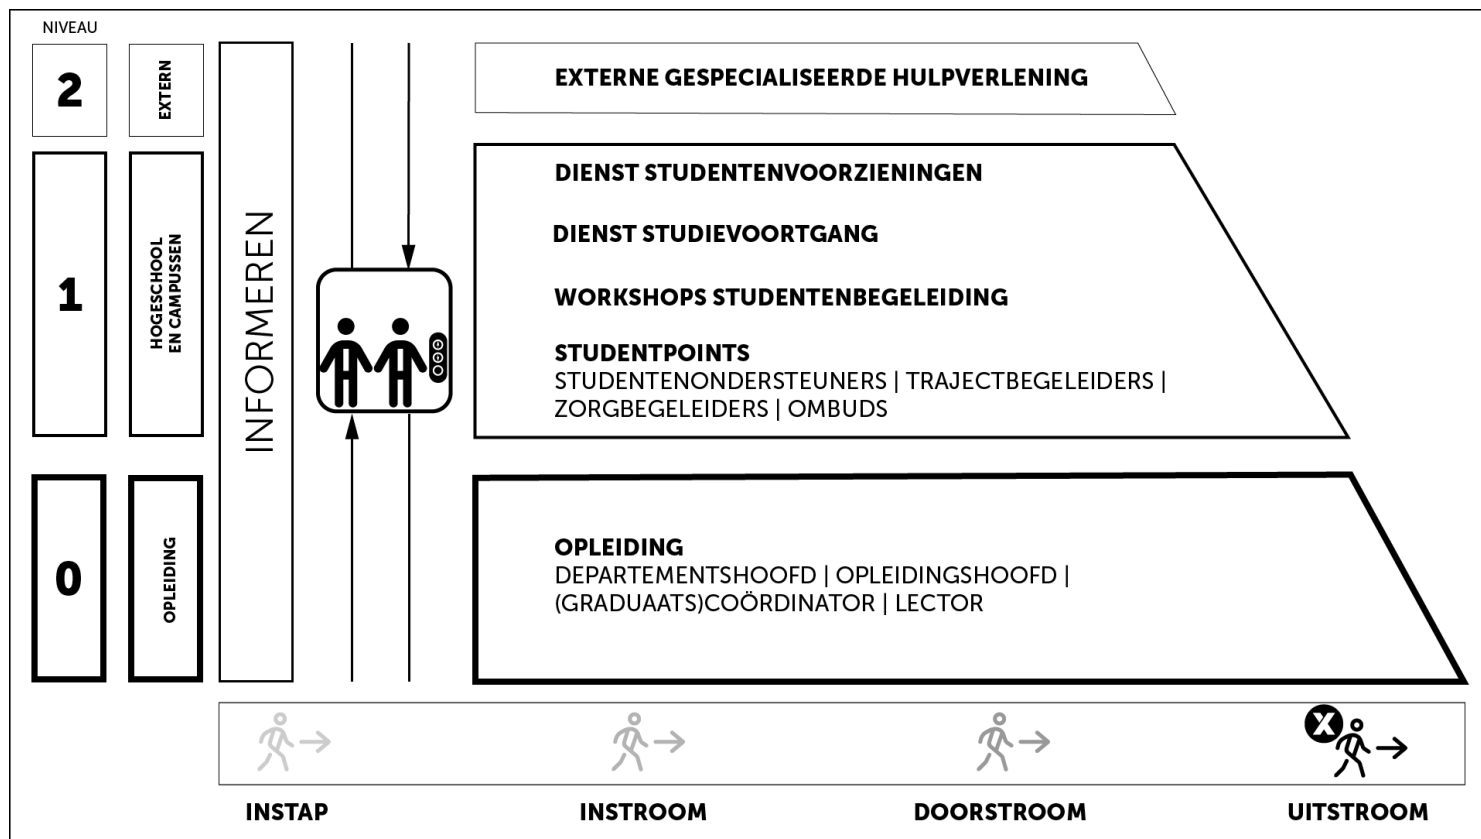 NIVEAU
2
EXTERN
EXTERNE GESPECIALISEERDE HULPVERLENING
1
HOGESCHOOL
EN CAMPUSSEN
INFORMEREN
DIENST STUDENTENVOORZIENINGEN
DIENST STUDIEVOORTGANG
WORKSHOPS STUDENTENBEGELEIDING
STUDENTPOINTS
STUDENTENONDERSTEUNERS | TRAJECTBEGELEIDERS |
ZORGBEGELEIDERS | OMBUDS
0
OPLEIDING
OPLEIDING
DEPARTEMENTSHOOFD | OPLEIDINGSHOOFD |
(GRADUAATS)COÖRDINATOR | LECTOR
X
INSTAP
INSTROOM
DOORSTROOM
UITSTROOM